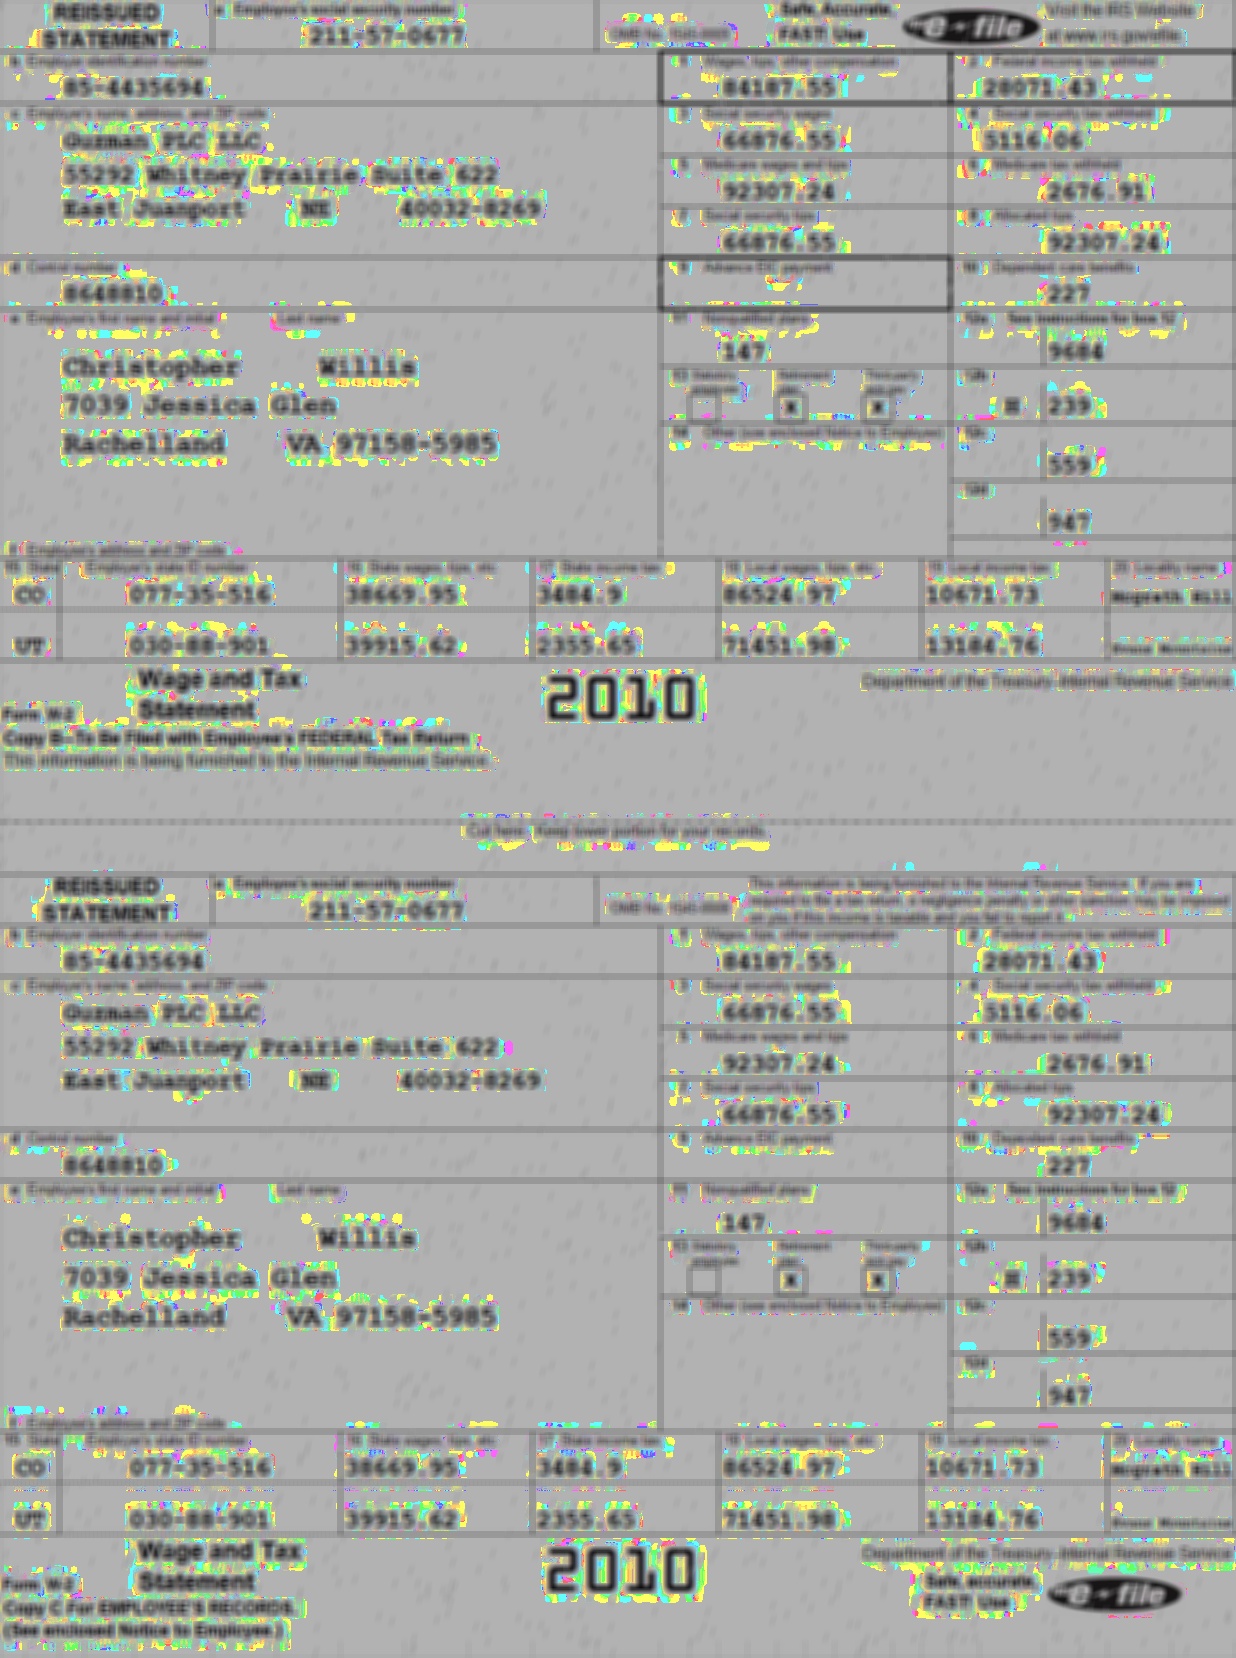 REISSUED STATEMENT
a Employee's social security number
211-57-0677
OMB No. 1545-0008
Safe, Accurate, FAST! Use
e-file
Visit the IRS Website at www.irs.gov/efile
b Employer identification number
85-4435694
1 Wages, tips, other compensation
84187.55
2 Federal income tax withheld
28071.43
c Employer's name, address, and ZIP code
Guzman PLC LLC
55292 Whitney Prairie Suite 622
East Juanport NE 40032-8269
3 Social security wages
66876.55
4 Social security tax withheld
5116.06
5 Medicare wages and tips
92307.24
6 Medicare tax withheld
2676.91
7 Social security tips
66876.55
8 Allocated tips
92307.24
d Control number
8648810
9 Advance EIC payment
10 Dependent care benefits
227
e Employee's first name and initial Last name
Christopher Willis
7039 Jessica Glen
Rachelland VA 97158-5985
11 Nonqualified plans
147
12a See instructions for box 12
9684
13 Statutory employee Retirement plan Third-party sick pay
X X
12b
239
14 Other (see enclosed Notice to Employee)
12c
559
12d
947
f Employee's address and ZIP code
15 State Employer's state ID number 16 State wages, tips, etc. 17 State income tax 18 Local wages, tips, etc. 19 Local income tax 20 Locality name
CO 077-35-516 38669.95 3484.9 86524.97 10671.73 Mcgrath Hill
UT 030-88-901 39915.62 2355.65 71451.98 13184.76
Form W-2 Wage and Tax Statement
2010
Department of the Treasury-Internal Revenue Service
Copy B-To Be Filed with Employee's FEDERAL Tax Return.
This information is being furnished to the Internal Revenue Service.
Cut here. Keep lower portion for your records.
REISSUED STATEMENT
a Employee's social security number
211-57-0677
OMB No. 1545-0008
This information is being furnished to the Internal Revenue Service. If you are
required to file a tax return, a negligence penalty or other sanction may be imposed
on you if this income is taxable and you fail to report it.
b Employer identification number
85-4435694
1 Wages, tips, other compensation
84187.55
2 Federal income tax withheld
28071.43
c Employer's name, address, and ZIP code
Guzman PLC LLC
55292 Whitney Prairie Suite 622
East Juanport NE 40032-8269
3 Social security wages
66876.55
4 Social security tax withheld
5116.06
5 Medicare wages and tips
92307.24
6 Medicare tax withheld
2676.91
7 Social security tips
66876.55
8 Allocated tips
92307.24
d Control number
8648810
9 Advance EIC payment
10 Dependent care benefits
227
e Employee's first name and initial Last name
Christopher Willis
7039 Jessica Glen
Rachelland VA 97158-5985
11 Nonqualified plans
147
12a See instructions for box 12
9684
13 Statutory employee Retirement plan Third-party sick pay
X X
12b
239
14 Other (see enclosed Notice to Employee)
12c
559
12d
947
f Employee's address and ZIP code
15 State Employer's state ID number 16 State wages, tips, etc. 17 State income tax 18 Local wages, tips, etc. 19 Local income tax 20 Locality name
CO 077-35-516 38669.95 3484.9 86524.97 10671.73 Mcgrath Hill
UT 030-88-901 39915.62 2355.65 71451.98 13184.76
Form W-2 Wage and Tax Statement
2010
Department of the Treasury-Internal Revenue Service
Safe, accurate, FAST! Use
e-file
Copy C For EMPLOYEE'S RECORDS.
(See enclosed Notice to Employee.)